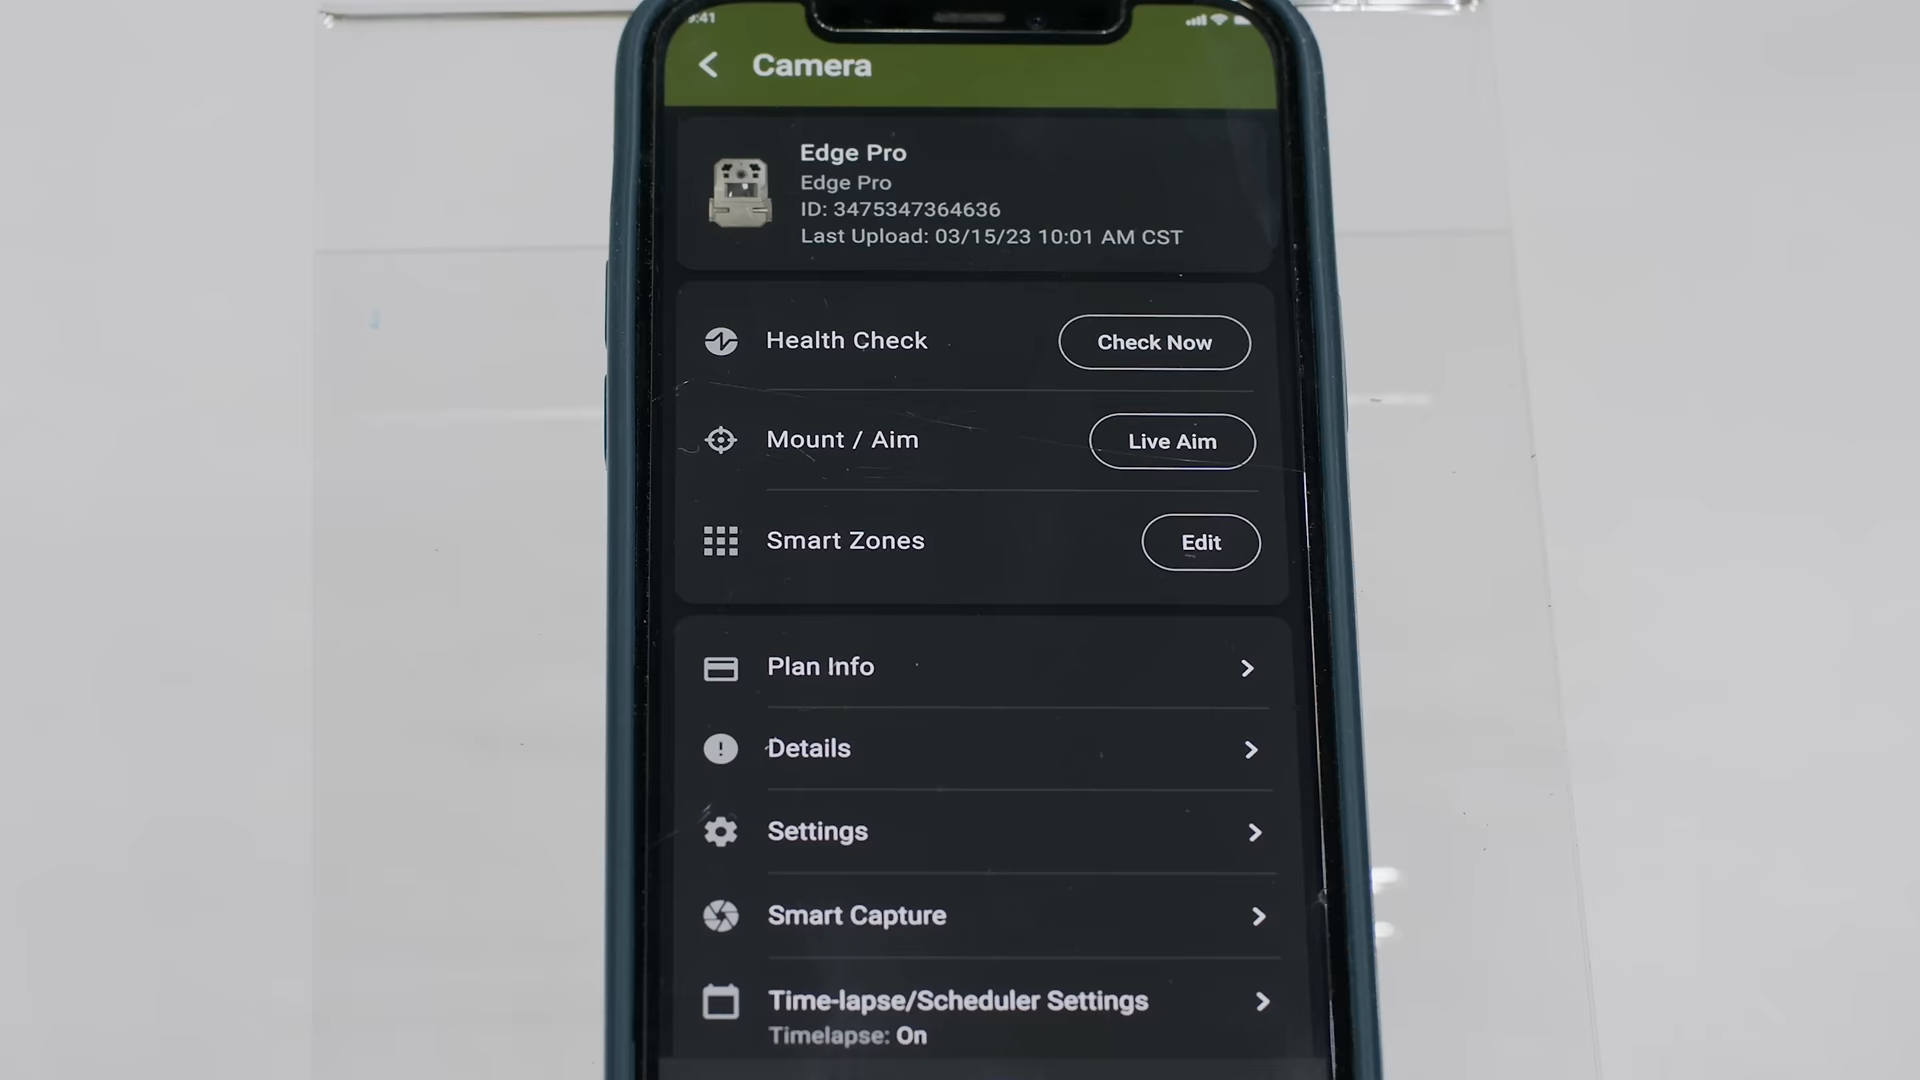 9:41
Camera
Edge Pro
Edge Pro
ID: 3475347364636
Last Upload: 03/15/23 10:01 AM CST
Health Check
Check Now
Mount / Aim
Live Aim
Smart Zones
Edit
Plan Info
Details
Settings
Smart Capture
Time-lapse/Scheduler Settings
Timelapse: On